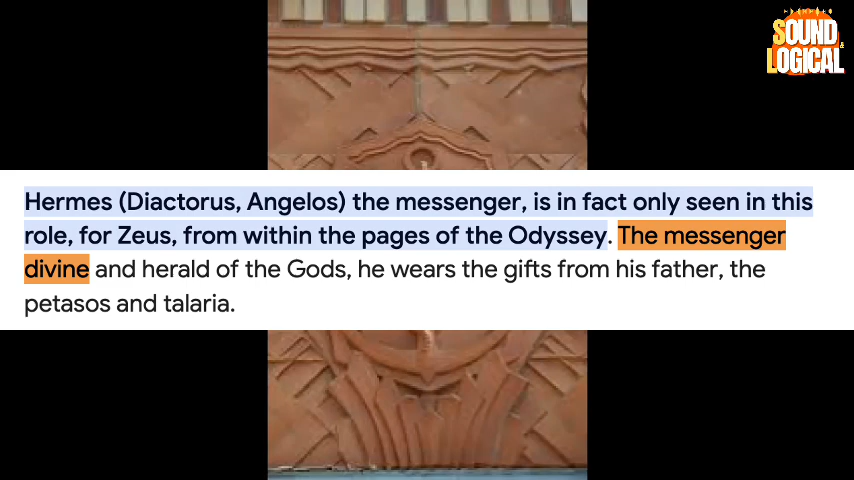 SOUND
&
LOGICAL
Hermes (Diactorus, Angelos) the messenger, is in fact only seen in this
role, for Zeus, from within the pages of the Odyssey. The messenger
divine and herald of the Gods, he wears the gifts from his father, the
petasos and talaria.